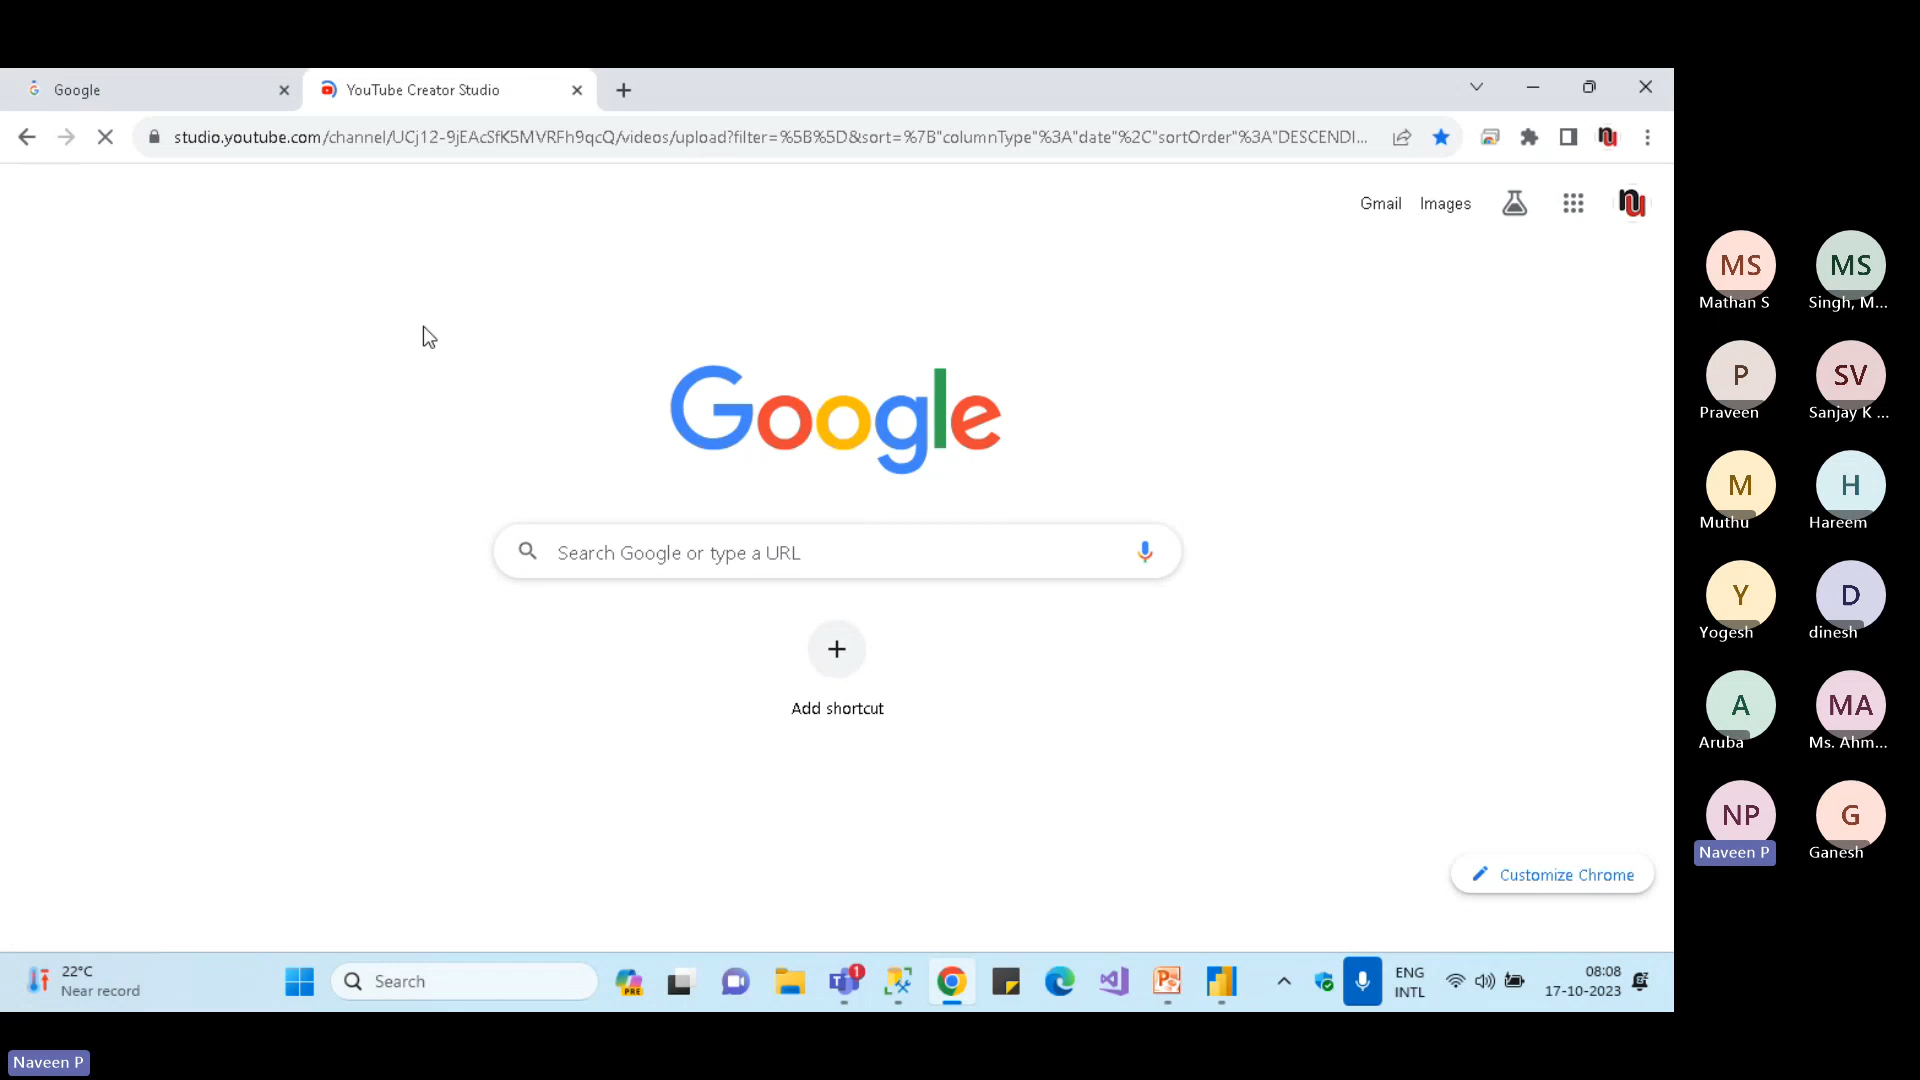 Google
YouTube Creator Studio
studio.youtube.com/channel/UCj12-9jEAcSfK5MVRFh9qcQ/videos/upload?filter=%5B%5D&sort=%7B"columnType"%3A"date"%2C"sortOrder"%3A"DESCENDI...
Gmail Images
Google
Search Google or type a URL
Add shortcut
Customize Chrome
22°C
Near record
Search
PRE
1
ENG
INTL
08:08
17-10-2023
MS
Mathan S
MS
Singh, M...
P
Praveen
SV
Sanjay K ...
M
Muthu
H
Hareem
Y
Yogesh
D
dinesh
A
Aruba
MA
Ms. Ahm...
NP
Naveen P
G
Ganesh
Naveen P